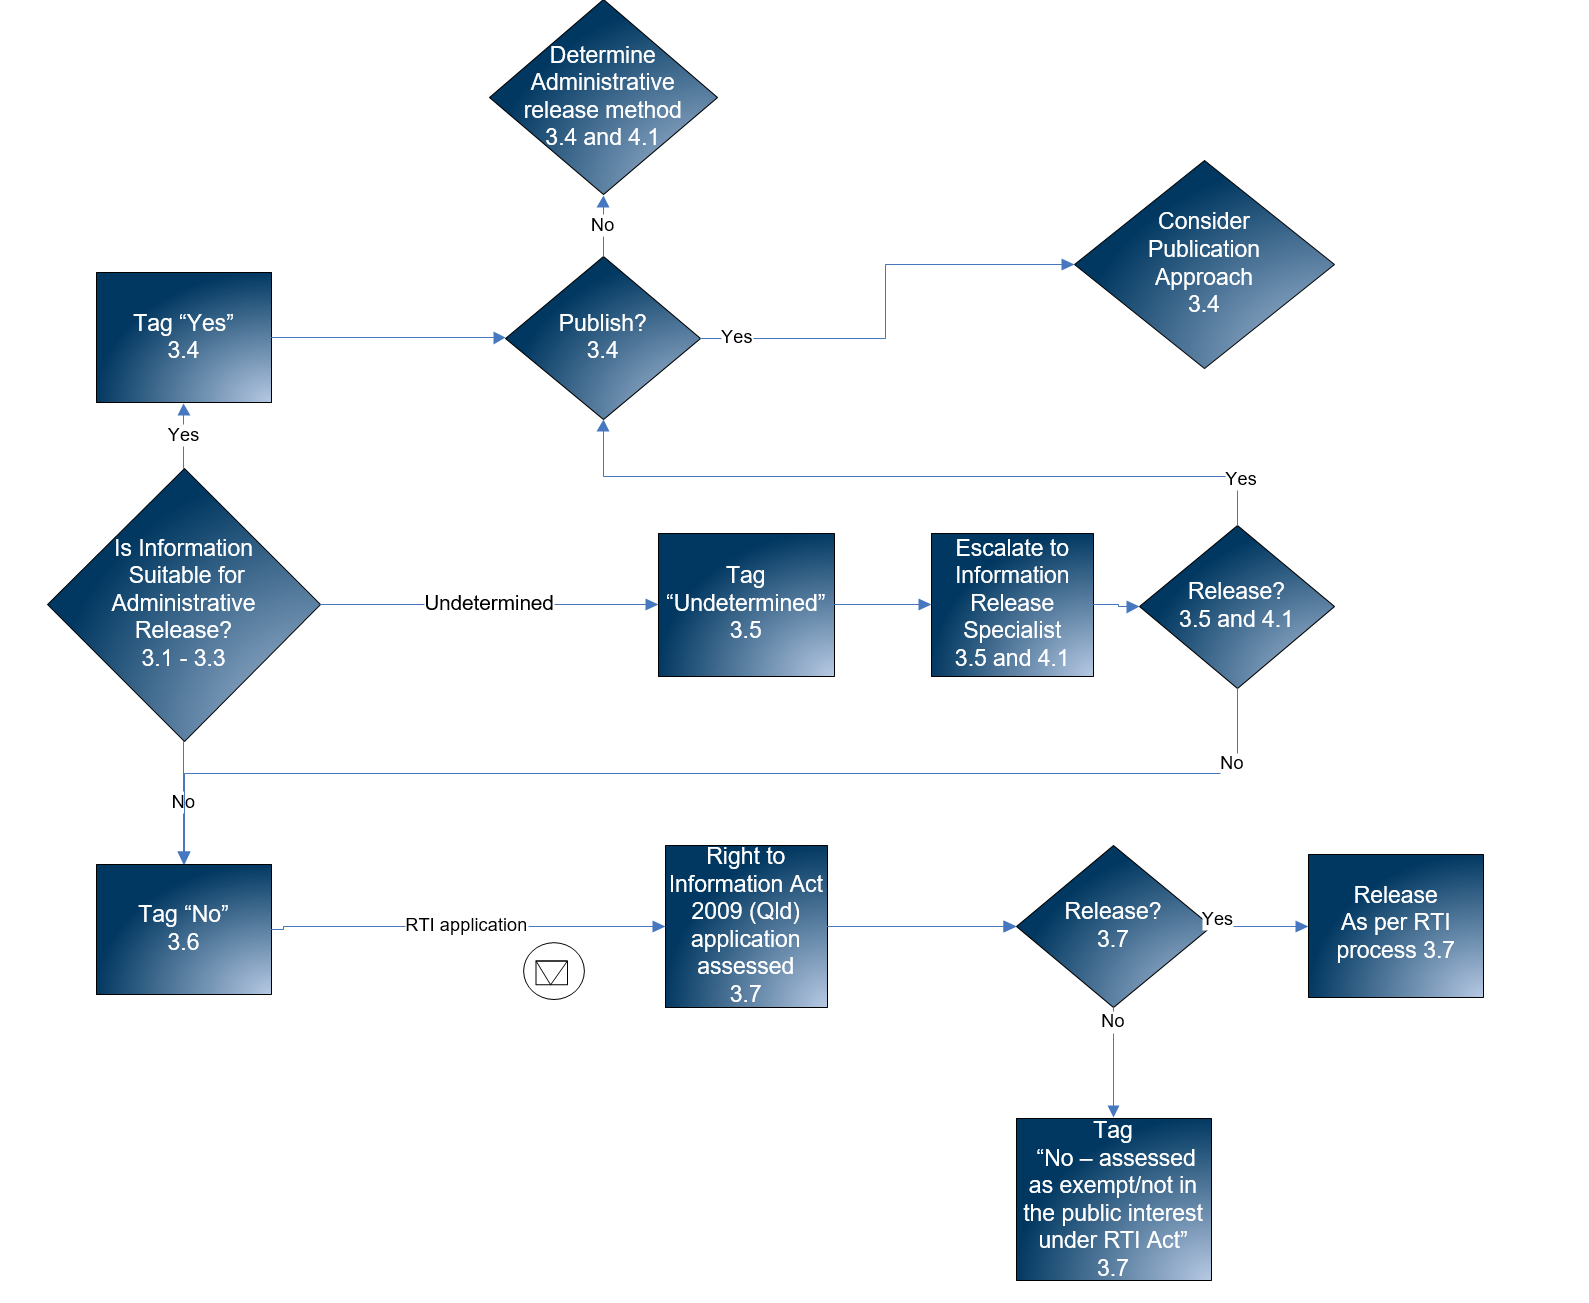 Determine
Administrative
release method
3.4 and 4.1
No
Consider
Publication
Approach
3.4
Tag “Yes”
3.4
Publish?
3.4
Yes
Yes
Yes
Is Information
Suitable for
Administrative
Release?
3.1 - 3.3
Undetermined
Tag
“Undetermined”
3.5
Escalate to
Information
Release
Specialist
3.5 and 4.1
Release?
3.5 and 4.1
No
No
Tag “No”
3.6
RTI application
Right to
Information Act
2009 (Qld)
application
assessed
3.7
Release?
3.7
Yes
Release
As per RTI
process 3.7
No
Tag
“No – assessed
as exempt/not in
the public interest
under RTI Act”
3.7